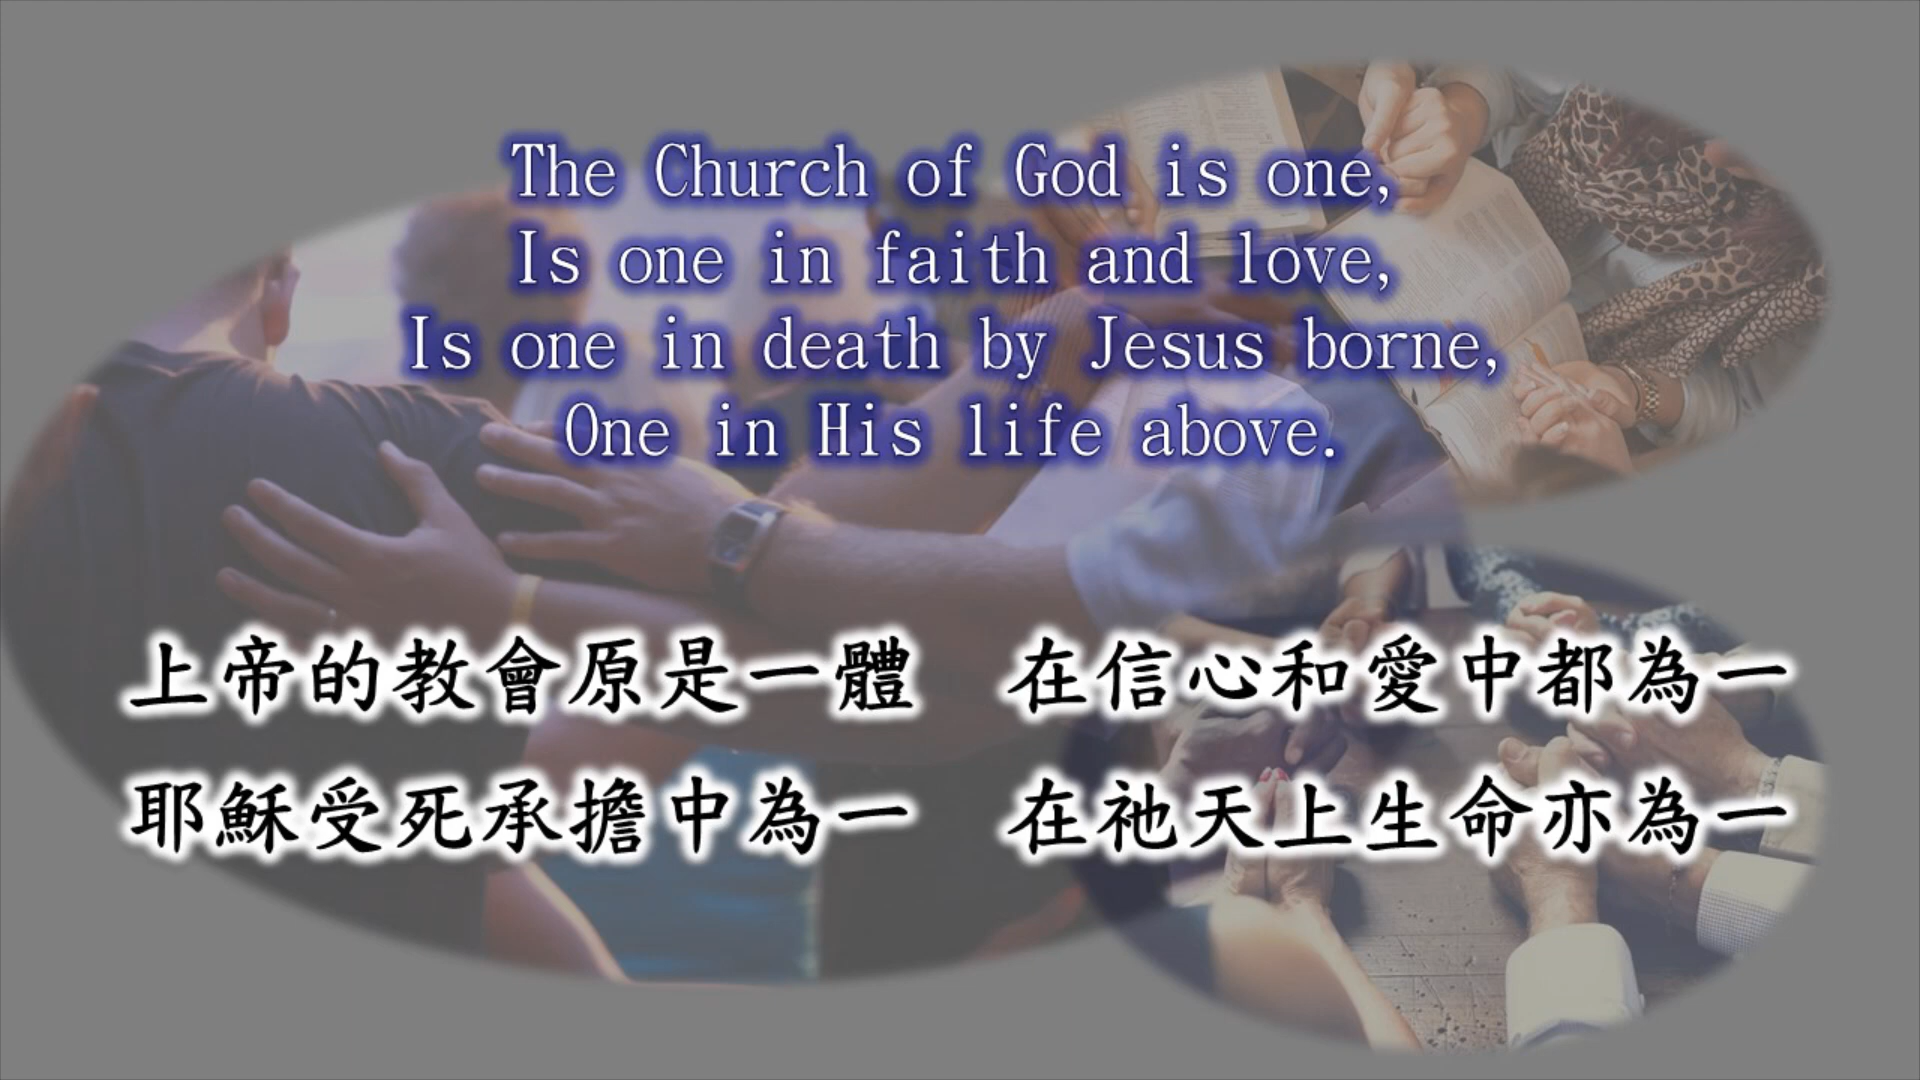 The Church of God is one,
Is one in faith and love,
Is one in death by Jesus borne,
One in His life above.
上帝的教會原是一體　在信心和愛中都為一
耶穌受死承擔中為一　在祂天上生命亦為一